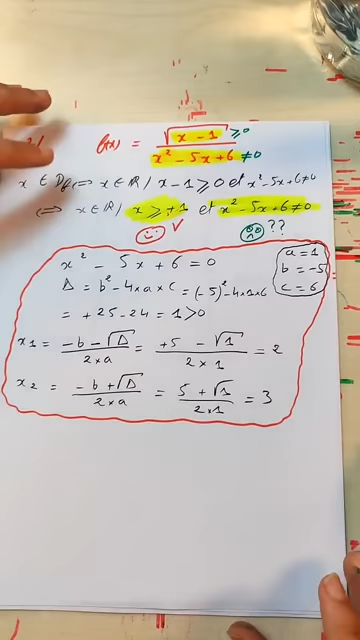 f(x) = √(x - 1) ≥0 / (x² - 5x + 6) ≠0
x ∈ Df ⟺ x ∈ ℝ / x - 1 ≥ 0 et x² - 5x + 6 ≠ 0
⟺ x ∈ ℝ / x ≥ +1 et x² - 5x + 6 ≠ 0
✓ ??
x² - 5x + 6 = 0
a = 1
b = -5
c = 6
Δ = b² - 4×a×c = (-5)² - 4×1×6
= +25 - 24 = 1 > 0
x₁ = (-b - √Δ) / (2×a) = (+5 - √1) / (2×1) = 2
x₂ = (-b + √Δ) / (2×a) = (5 + √1) / (2×1) = 3